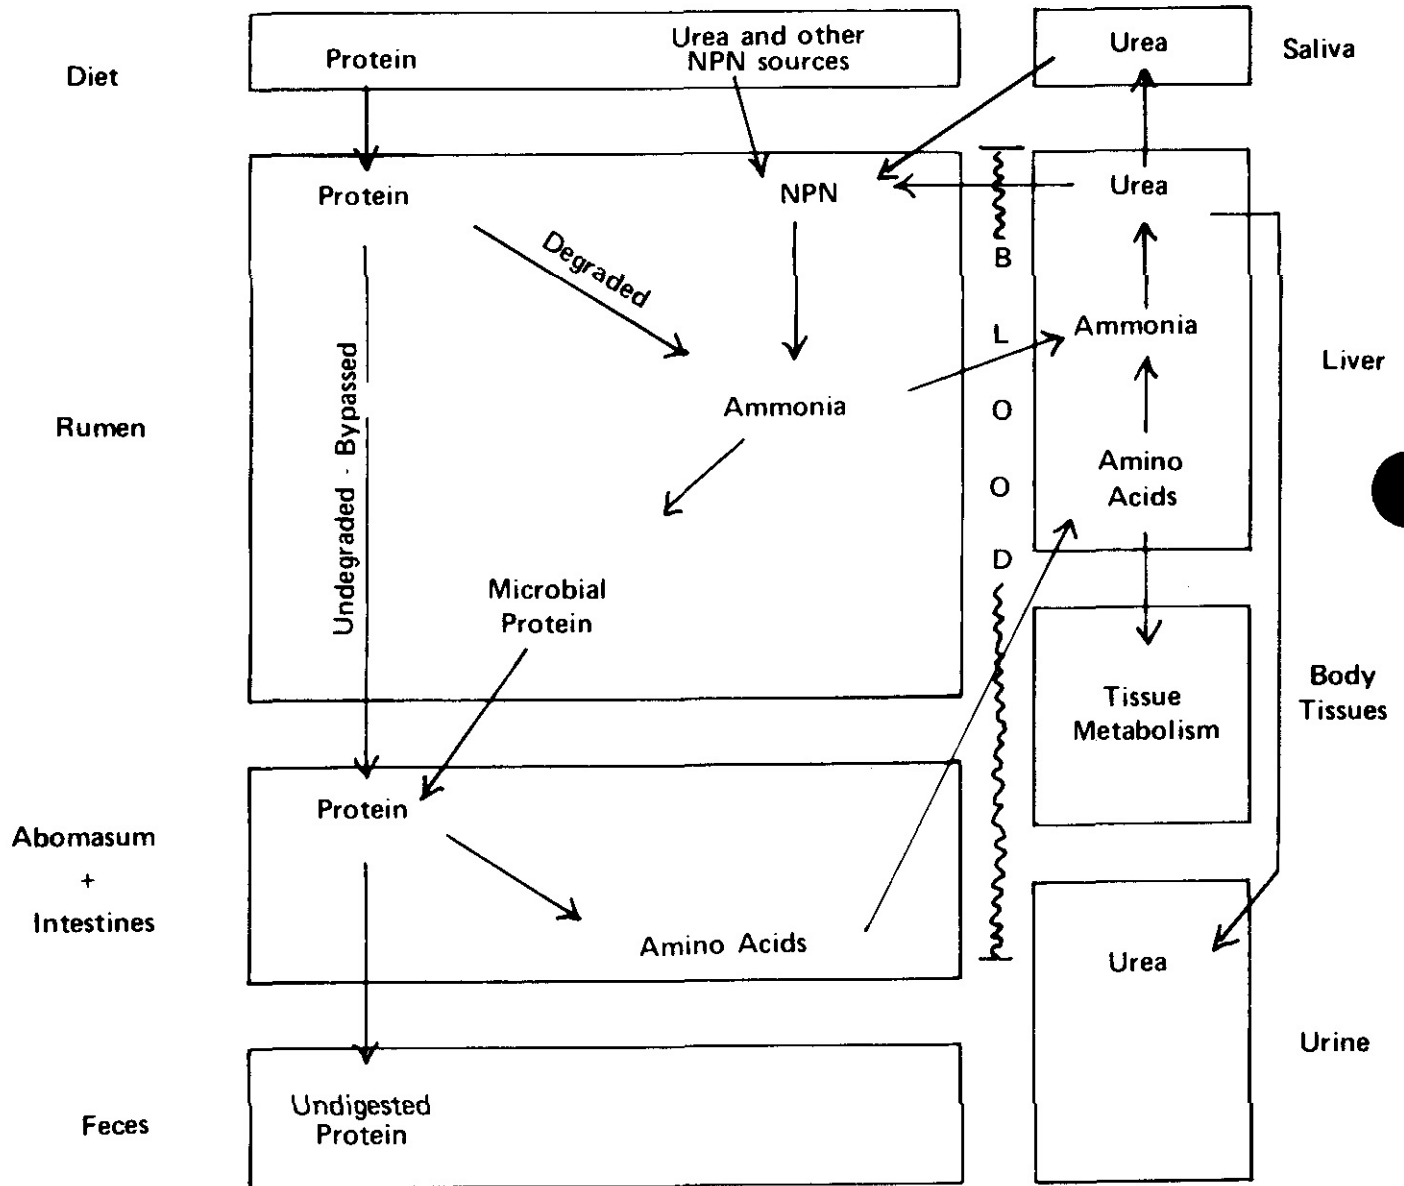 Diet
Protein
Urea and other
NPN sources
Urea
Saliva
Rumen
Protein
NPN
Degraded
Undegraded - Bypassed
Ammonia
Microbial
Protein
B
L
O
O
D
Urea
Ammonia
Amino
Acids
Liver
Tissue
Metabolism
Body
Tissues
Abomasum
+
Intestines
Protein
Amino Acids
Urea
Urine
Feces
Undigested
Protein